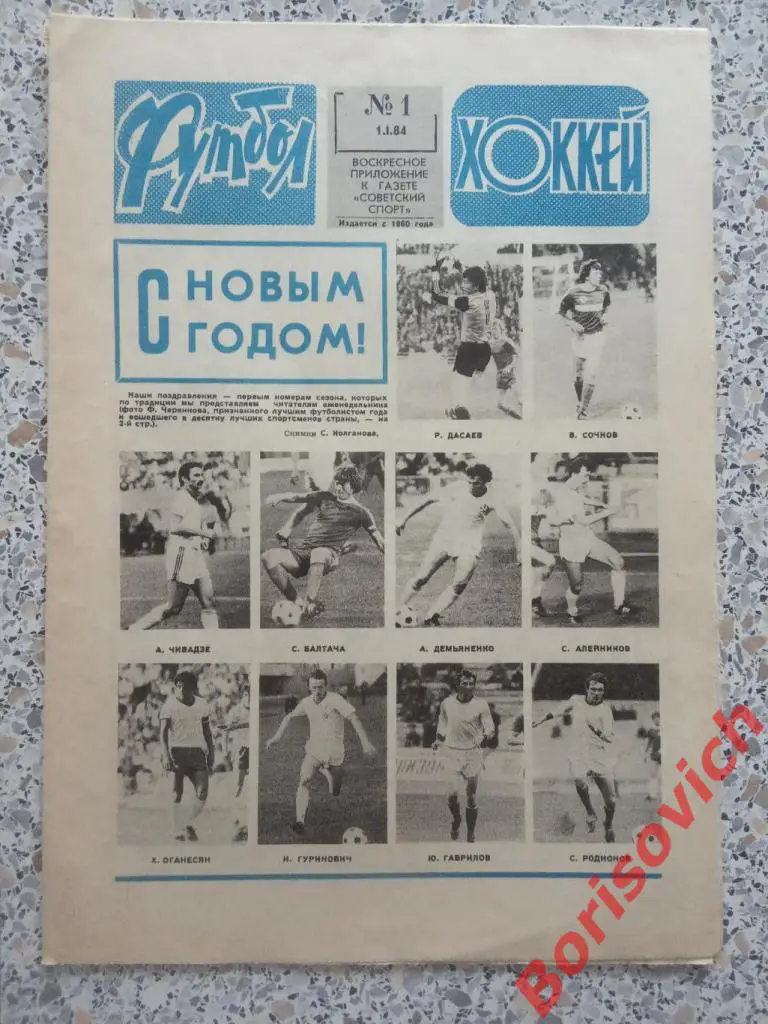 Футбол
№ 1
1.I.84
ВОСКРЕСНОЕ
ПРИЛОЖЕНИЕ
К ГАЗЕТЕ
«СОВЕТСКИЙ
СПОРТ»
Издается с 1960 года
ХОККЕЙ
С НОВЫМ
ГОДОМ!
Наши поздравления — первым номерам сезона, которых
по традиции мы представляем читателям еженедельника
(фото Ф. Черенкова, признанного лучшим футболистом года
и вошедшего в десятку лучших спортсменов страны, — на
2-й стр.).
Снимки С. Колганова.
Р. ДАСАЕВ
В. СОЧНОВ
А. ЧИВАДЗЕ
С. БАЛТАЧА
А. ДЕМЬЯНЕНКО
С. АЛЕЙНИКОВ
Х. ОГАНЕСЯН
И. ГУРИНОВИЧ
Ю. ГАВРИЛОВ
С. РОДИОНОВ
Borisovich